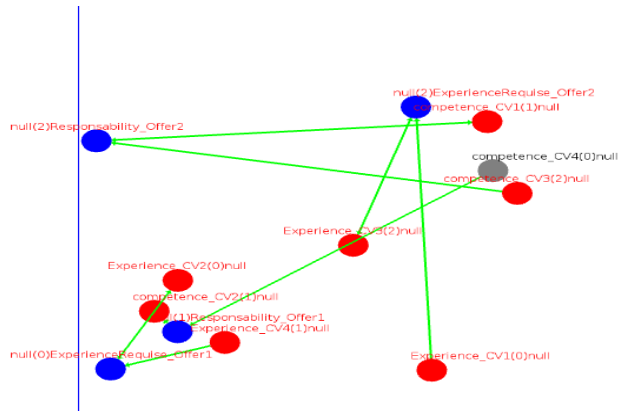 null(2)ExperienceRequise_Offer2
competence_CV1(1)null
null(2)Responsability_Offer2
competence_CV4(0)null
competence_CV3(2)null
Experience_CV3(2)null
Experience_CV2(0)null
competence_CV2(1)null
(1)Responsability_Offer1
Experience_CV4(1)null
null(0)ExperienceRequise_Offer1
Experience_CV1(0)null